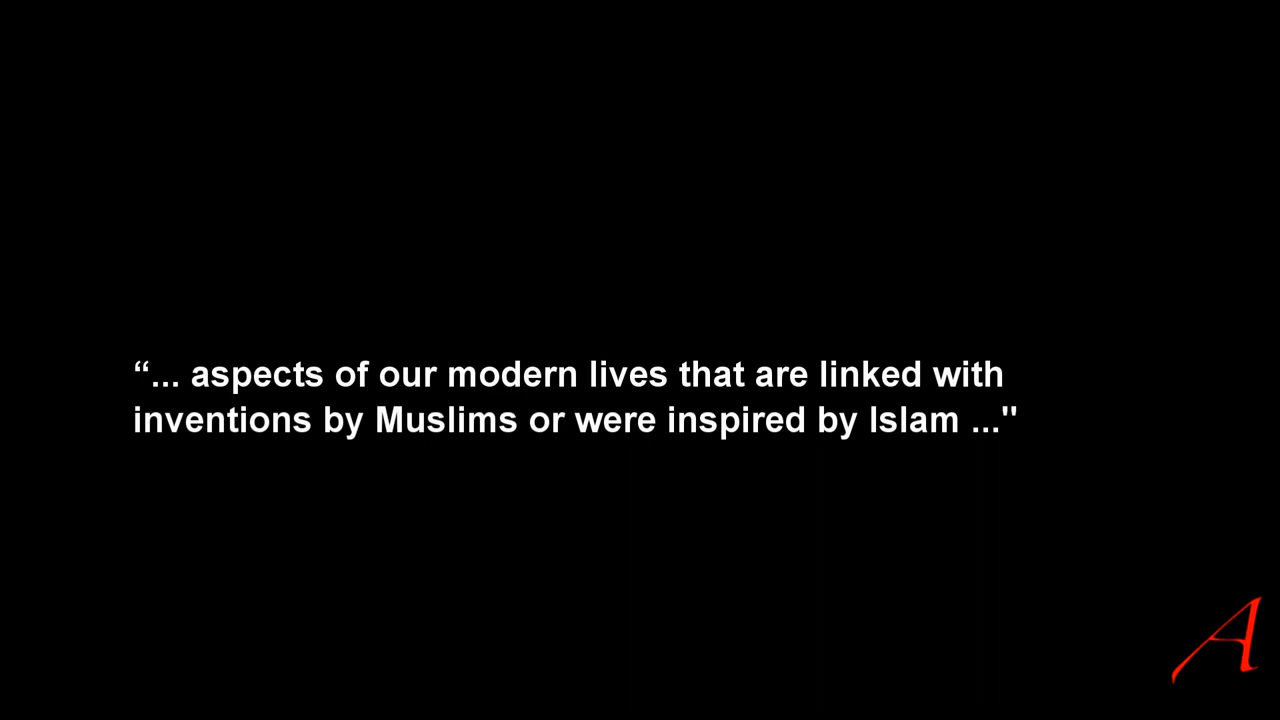 “... aspects of our modern lives that are linked with
inventions by Muslims or were inspired by Islam ..."
A